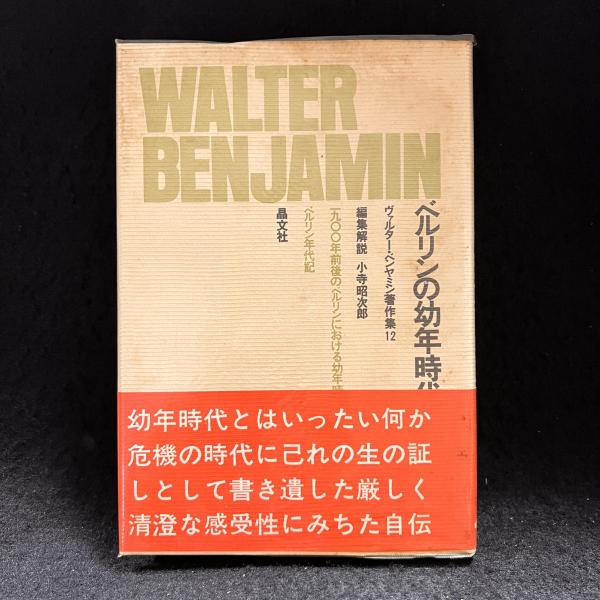 WALTER
BENJAMIN
ベルリンの幼年時代
ヴァルター・ベンヤミン著作集12
編集解説 小寺昭次郎
一九〇〇年前後のベルリンにおける幼年時
ベルリン年代記
晶文社
幼年時代とはいったい何か
危機の時代に己れの生の証
しとして書き遺した厳しく
清澄な感受性にみちた自伝